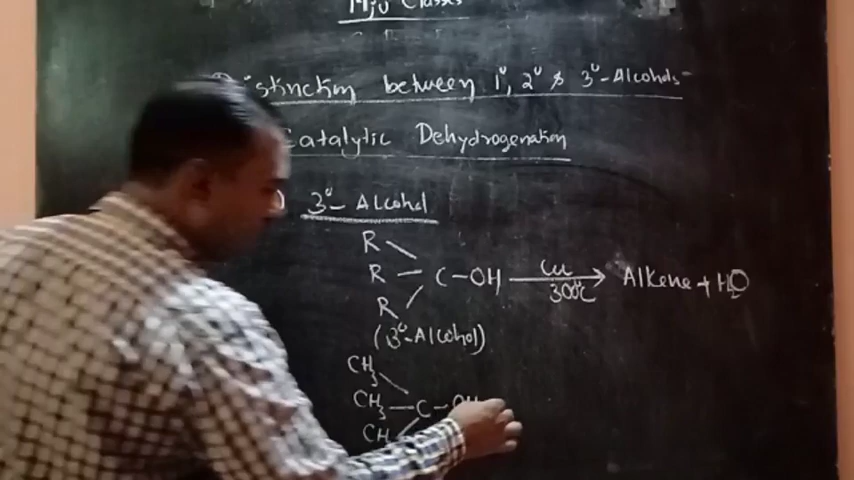 Mju Classes
Distinction between 1°, 2° & 3°-Alcohols
Catalytic Dehydrogenation
) 3°- Alcohol
R
R - C-OH Cu 300°C → Alkene + H2O
R
(3°-Alcohol)
CH3
CH3-C-OH
CH